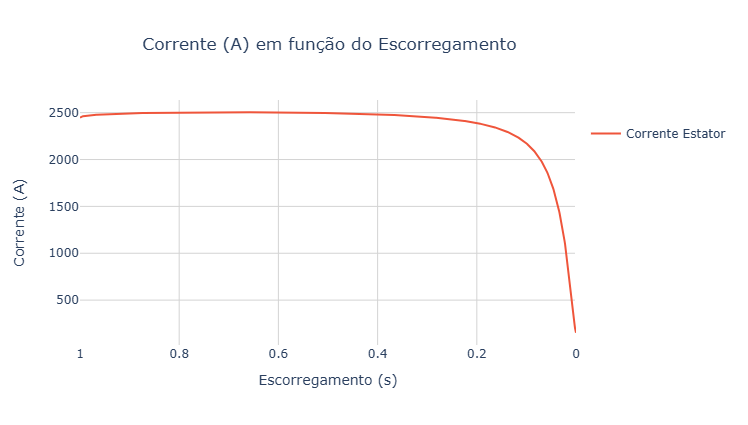 Corrente (A) em função do Escorregamento
Corrente (A)
2500
2000
1500
1000
500
1 0.8 0.6 0.4 0.2 0
Escorregamento (s)
Corrente Estator